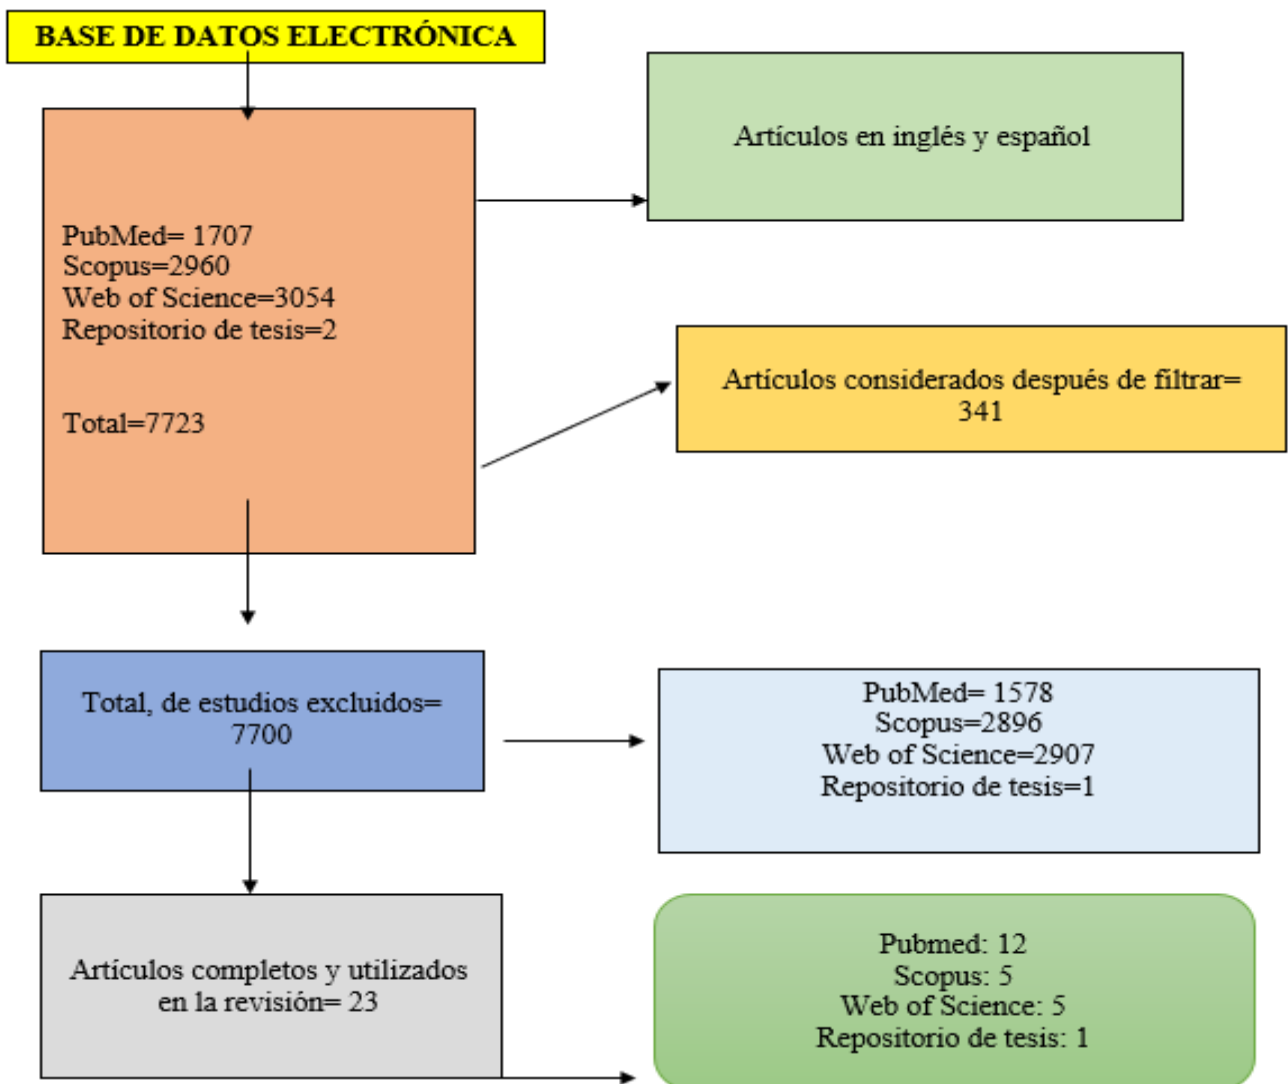 BASE DE DATOS ELECTRÓNICA
Artículos en inglés y español
PubMed= 1707
Scopus=2960
Web of Science=3054
Repositorio de tesis=2
Total=7723
Artículos considerados después de filtrar=
341
Total, de estudios excluidos=
7700
PubMed= 1578
Scopus=2896
Web of Science=2907
Repositorio de tesis=1
Artículos completos y utilizados
en la revisión= 23
Pubmed: 12
Scopus: 5
Web of Science: 5
Repositorio de tesis: 1